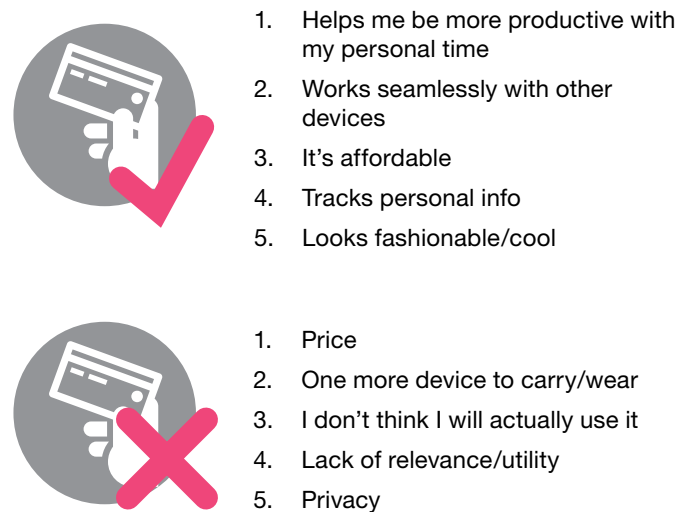 1. Helps me be more productive with
my personal time
2. Works seamlessly with other
devices
3. It’s affordable
4. Tracks personal info
5. Looks fashionable/cool
1. Price
2. One more device to carry/wear
3. I don’t think I will actually use it
4. Lack of relevance/utility
5. Privacy